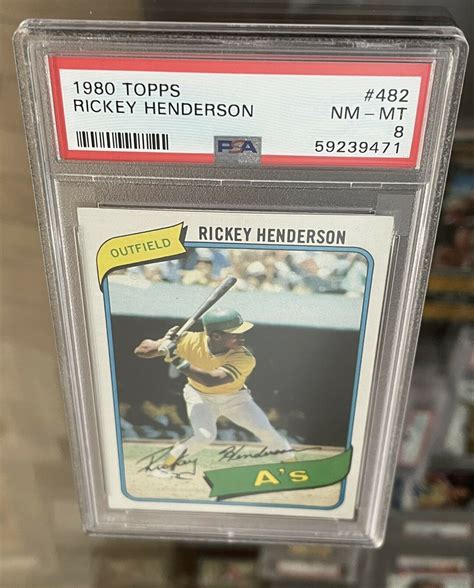 1980 TOPPS #482
RICKEY HENDERSON NM – MT
8
PSA 59239471
OUTFIELD
RICKEY HENDERSON
Rickey Henderson
A's